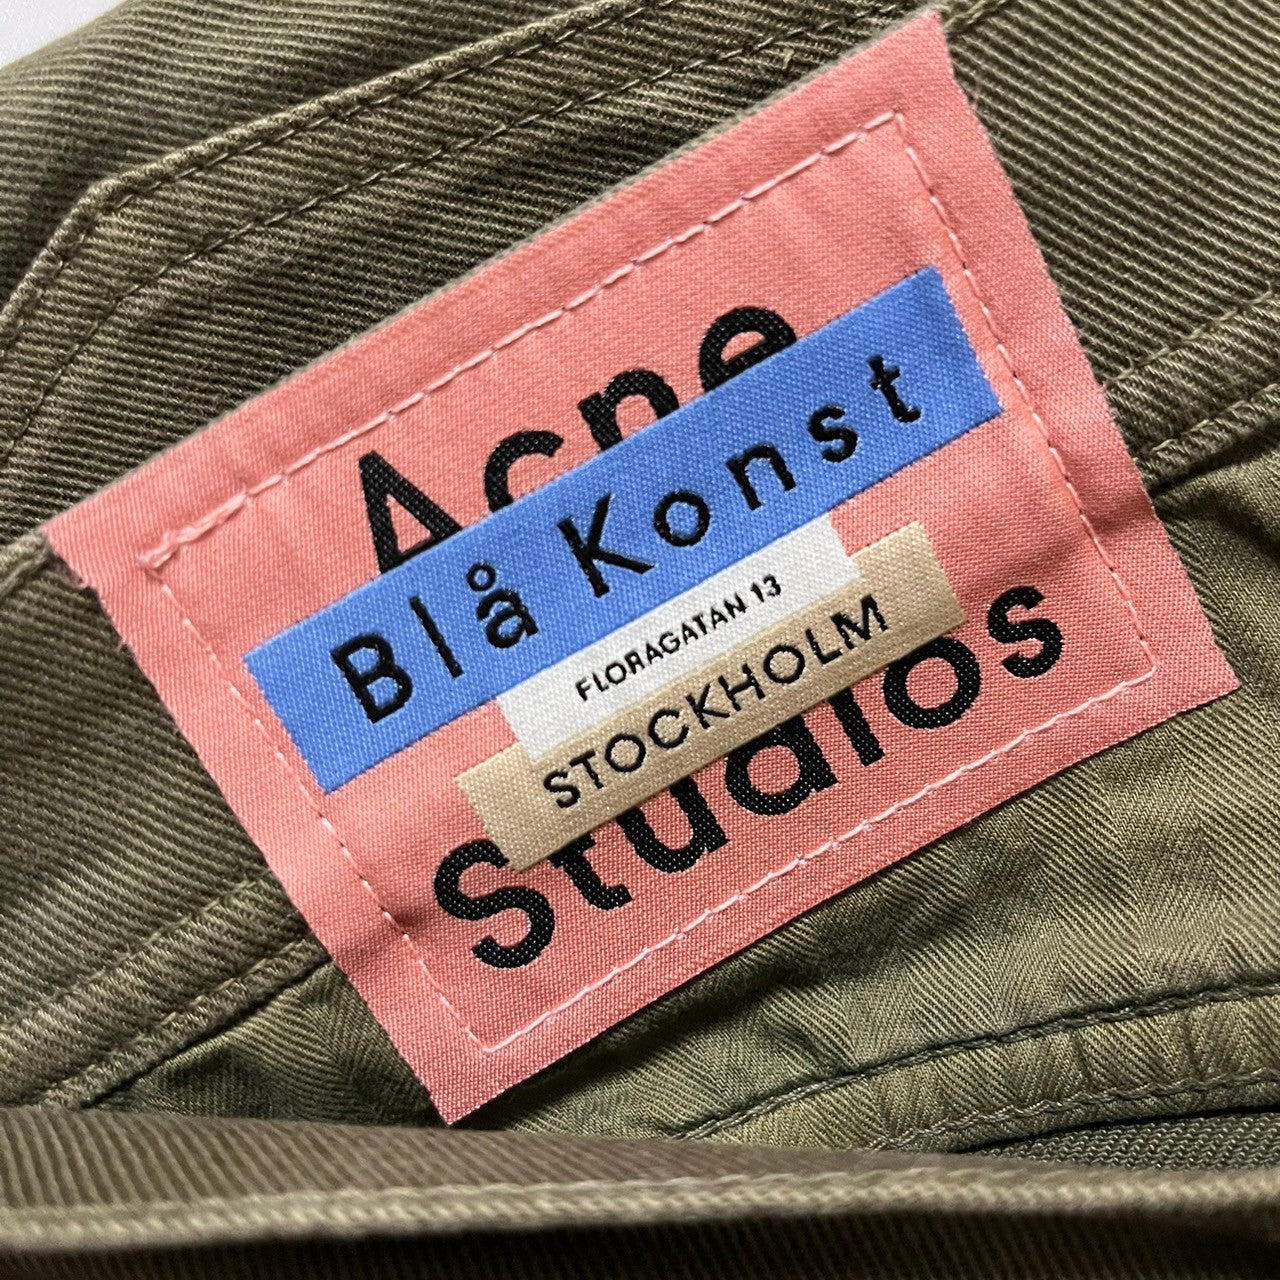 Acne
Blå Konst
FLORAGATAN 13
STOCKHOLM
Studios